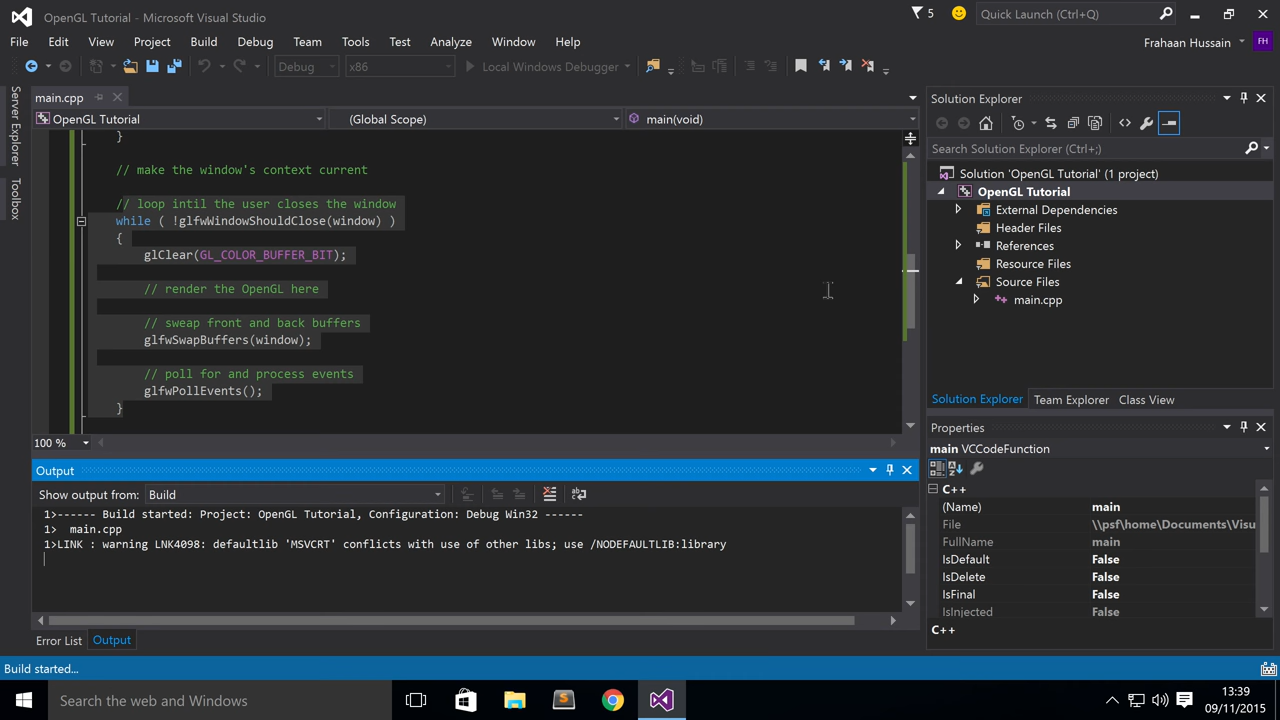 OpenGL Tutorial - Microsoft Visual Studio
5
Quick Launch (Ctrl+Q)
File Edit View Project Build Debug Team Tools Test Analyze Window Help
Frahaan Hussain
FH
Debug x86 Local Windows Debugger
Server Explorer
Toolbox
main.cpp
OpenGL Tutorial (Global Scope) main(void)
}
// make the window's context current
// loop intil the user closes the window
while ( !glfwWindowShouldClose(window) )
{
glClear(GL_COLOR_BUFFER_BIT);
// render the OpenGL here
// sweap front and back buffers
glfwSwapBuffers(window);
// poll for and process events
glfwPollEvents();
}
100 %
Output
Show output from: Build
1>------ Build started: Project: OpenGL Tutorial, Configuration: Debug Win32 ------
1>  main.cpp
1>LINK : warning LNK4098: defaultlib 'MSVCRT' conflicts with use of other libs; use /NODEFAULTLIB:library
Error List Output
Build started...
Solution Explorer
Search Solution Explorer (Ctrl+;)
Solution 'OpenGL Tutorial' (1 project)
OpenGL Tutorial
External Dependencies
Header Files
References
Resource Files
Source Files
main.cpp
Solution Explorer Team Explorer Class View
Properties
main VCCodeFunction
C++
(Name) main
File \\psf\home\Documents\Visu
FullName main
IsDefault False
IsDelete False
IsFinal False
IsInjected False
C++
Search the web and Windows
13:39
09/11/2015